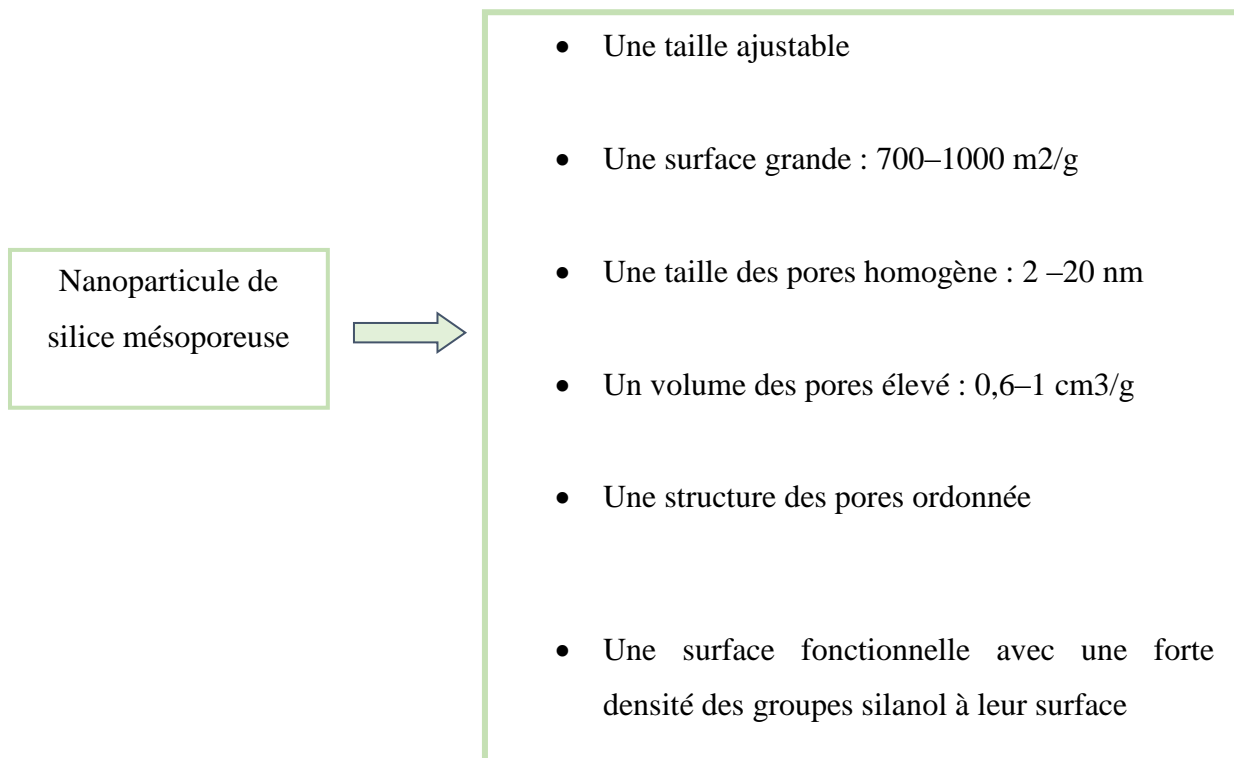 Nanoparticule de
silice mésoporeuse
• Une taille ajustable
• Une surface grande : 700–1000 m2/g
• Une taille des pores homogène : 2 –20 nm
• Un volume des pores élevé : 0,6–1 cm3/g
• Une structure des pores ordonnée
• Une surface fonctionnelle avec une forte
densité des groupes silanol à leur surface